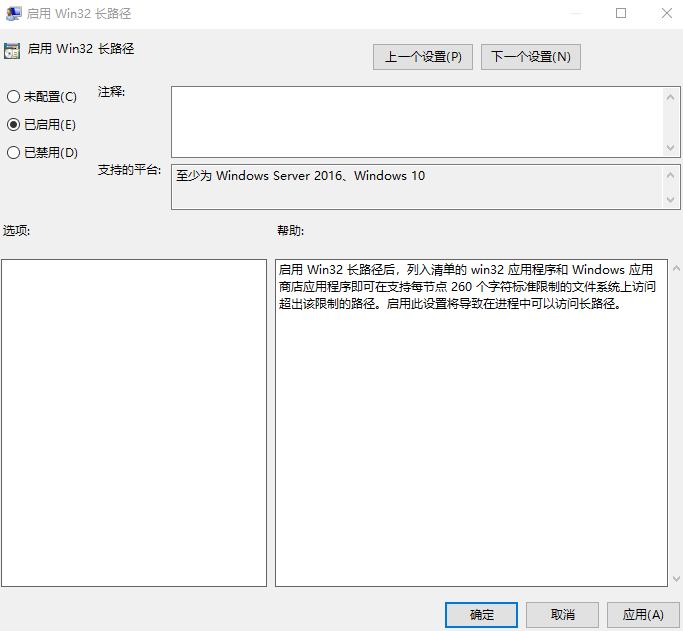 启用 Win32 长路径
启用 Win32 长路径
上一个设置(P)
下一个设置(N)
未配置(C)
已启用(E)
已禁用(D)
注释:
支持的平台:
至少为 Windows Server 2016、Windows 10
选项:
帮助:
启用 Win32 长路径后，列入清单的 win32 应用程序和 Windows 应用
商店应用程序即可在支持每节点 260 个字符标准限制的文件系统上访问
超出该限制的路径。启用此设置将导致在进程中可以访问长路径。
确定
取消
应用(A)